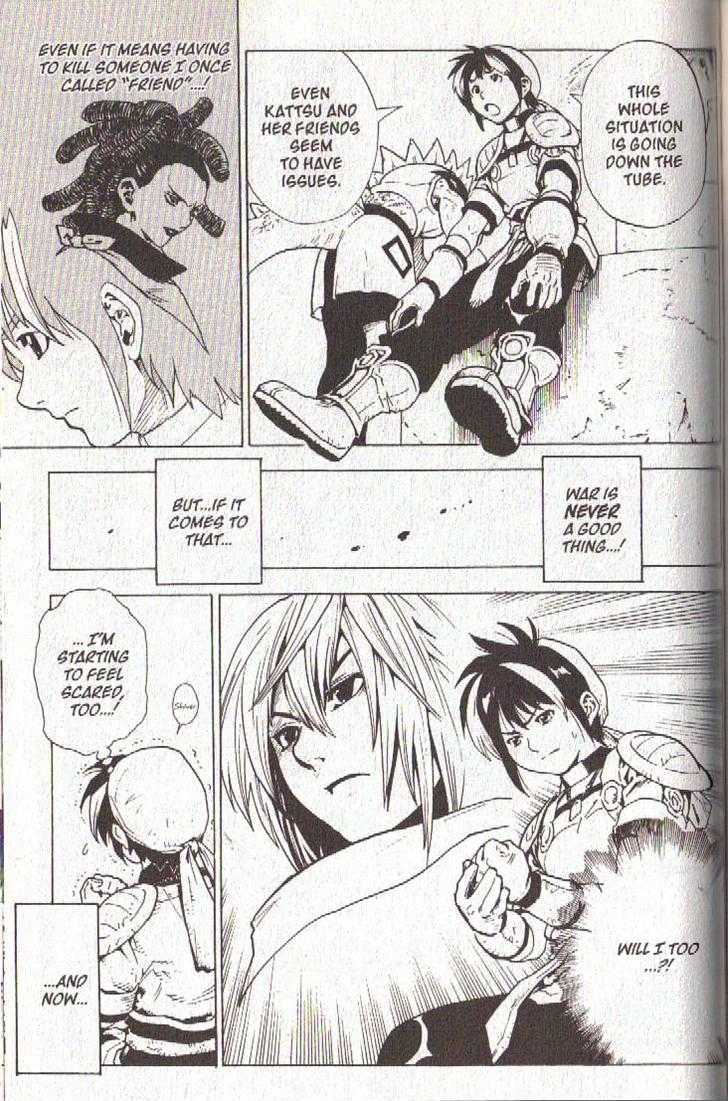 THIS
WHOLE
SITUATION
IS GOING
DOWN THE
TUBE.
EVEN
KATTSU AND
HER FRIENDS
SEEM
TO HAVE
ISSUES.
EVEN IF IT MEANS HAVING
TO KILL SOMEONE I ONCE
CALLED "FRIEND"...!
WAR IS
NEVER
A GOOD
THING...!
BUT...IF IT
COMES TO
THAT...
WILL I TOO
...?!
...AND
NOW...
... I'M
STARTING
TO FEEL
SCARED,
TOO...!
Shiver